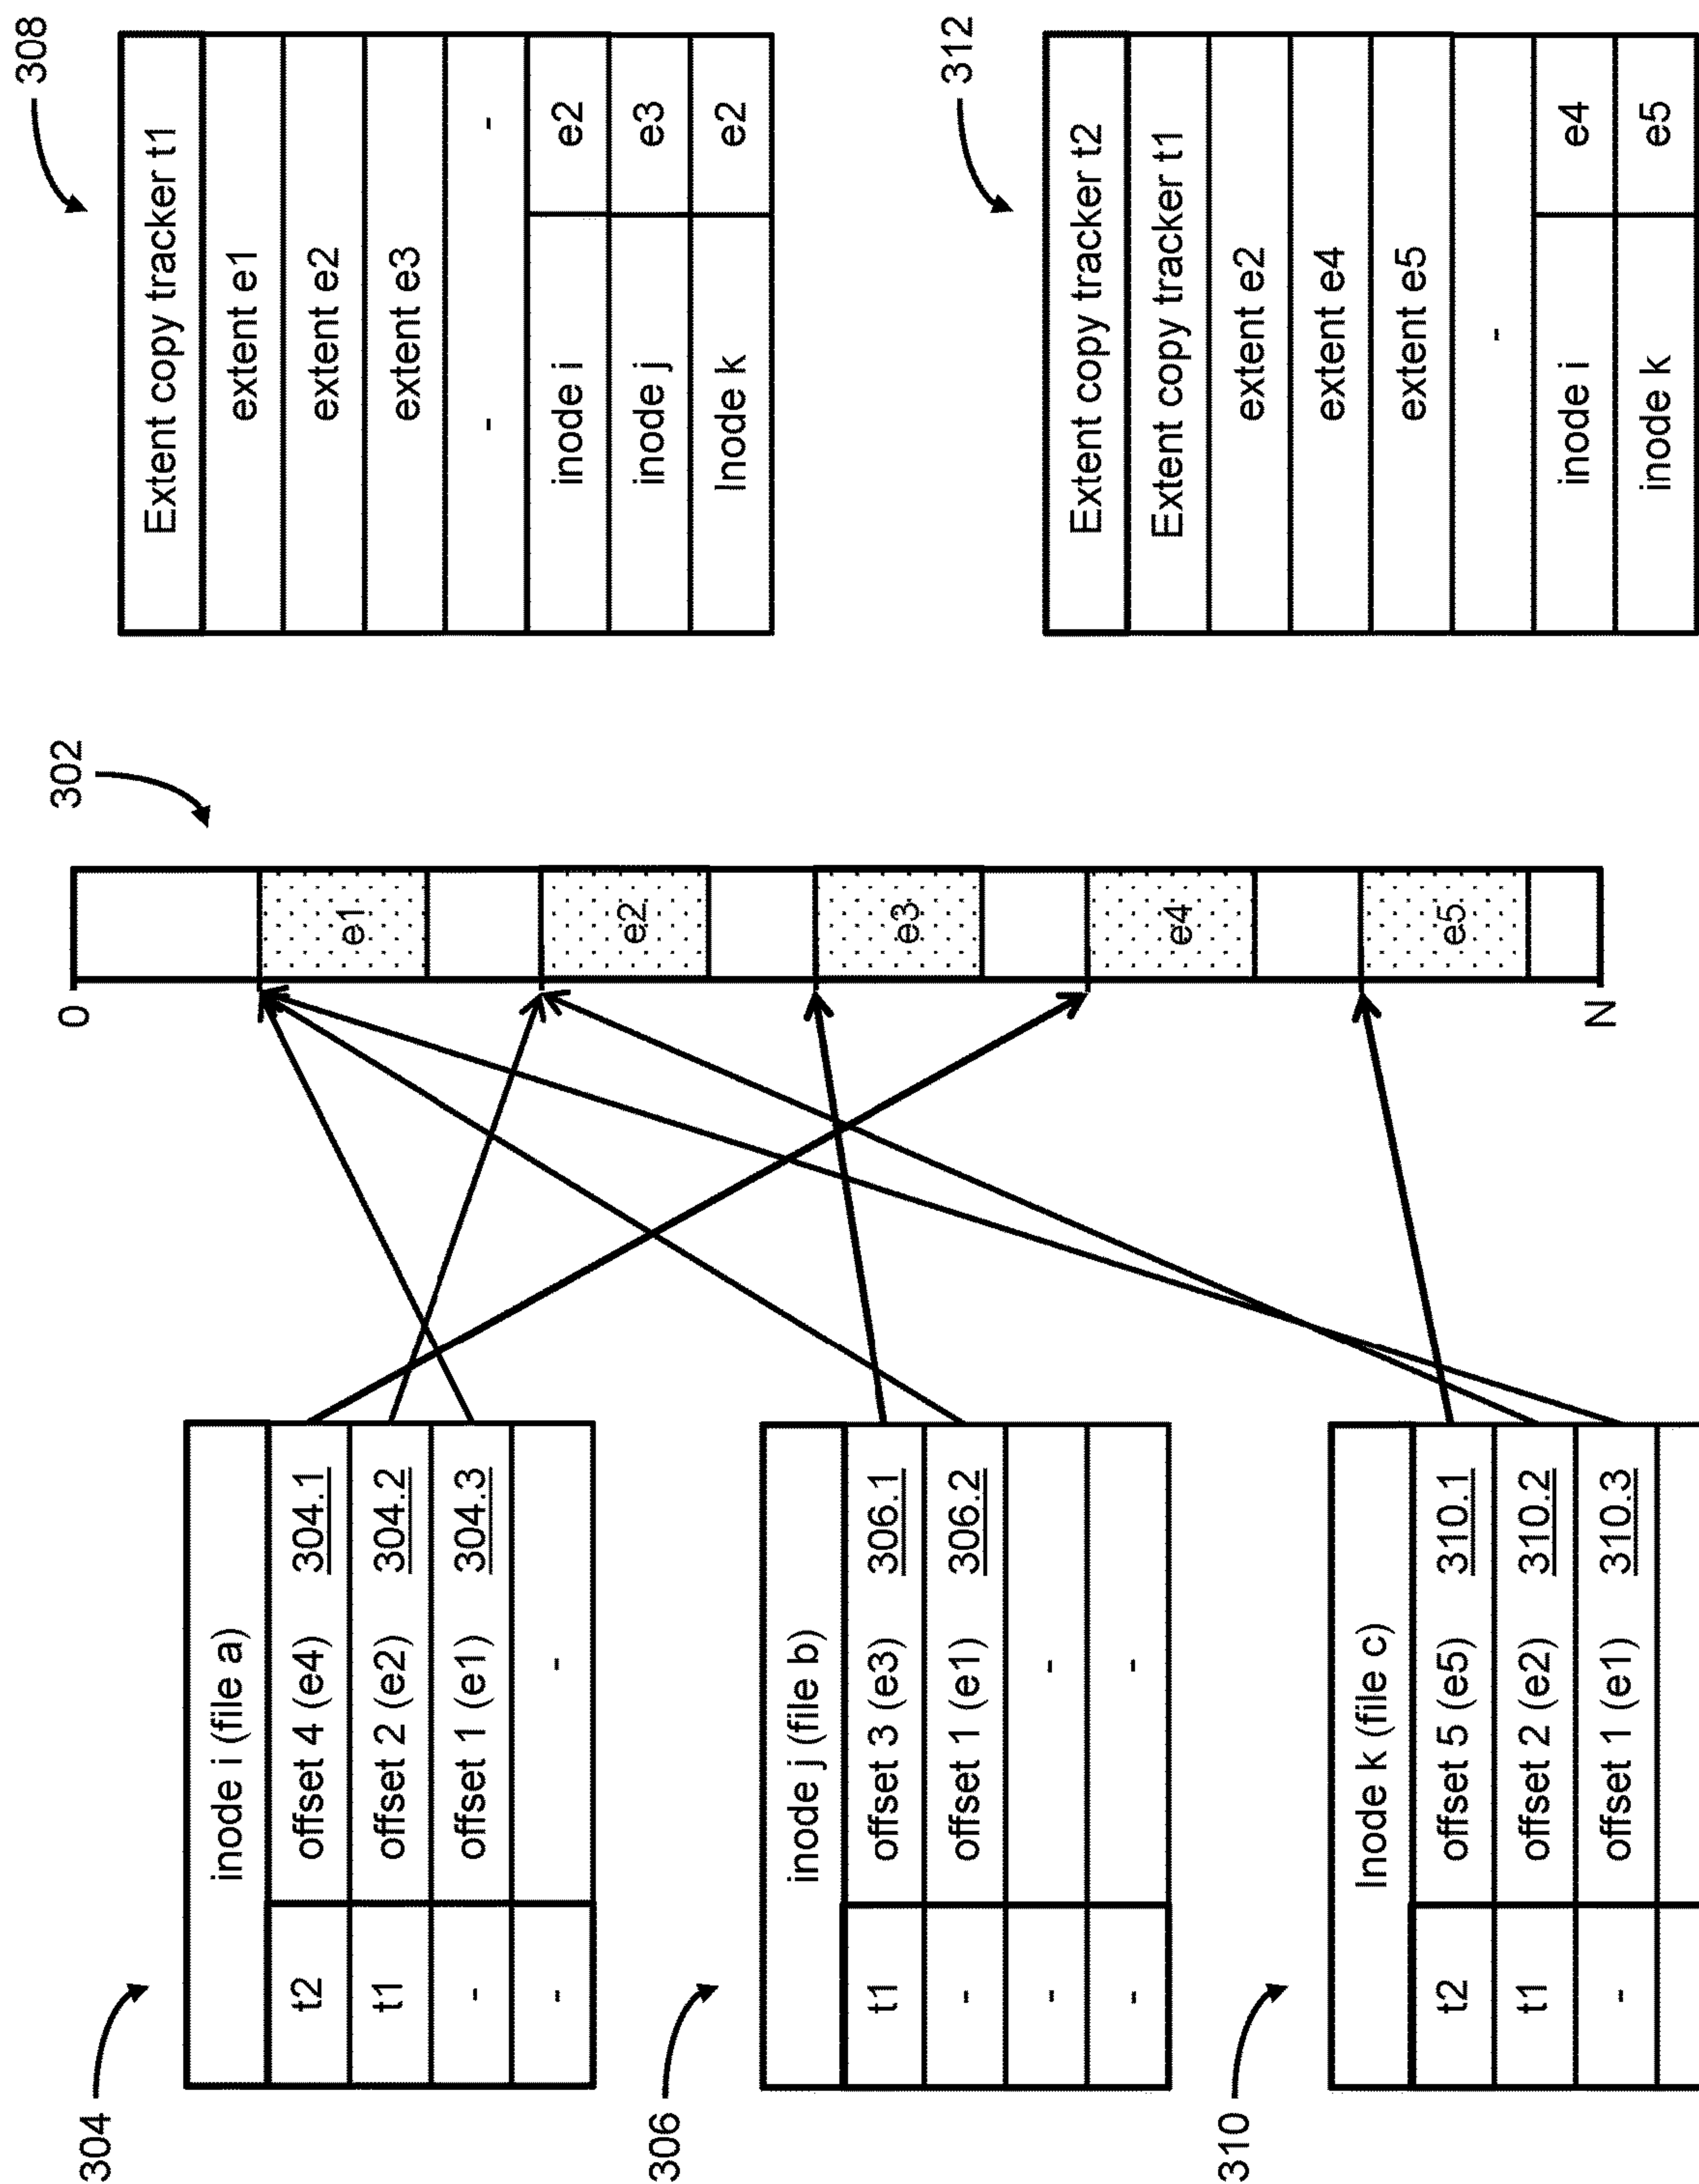 304
inode i (file a)
t2 offset 4 (e4) 304.1
t1 offset 2 (e2) 304.2
- offset 1 (e1) 304.3
- -
306
inode j (file b)
t1 offset 3 (e3) 306.1
- offset 1 (e1) 306.2
- -
- -
310
Inode k (file c)
t2 offset 5 (e5) 310.1
t1 offset 2 (e2) 310.2
- offset 1 (e1) 310.3
302
0
e1
e2
e3
e4
e5
N
308
Extent copy tracker t1
extent e1
extent e2
extent e3
- -
inode i e2
inode j e3
Inode k e2
312
Extent copy tracker t2
Extent copy tracker t1
extent e2
extent e4
extent e5
-
inode i e4
inode k e5